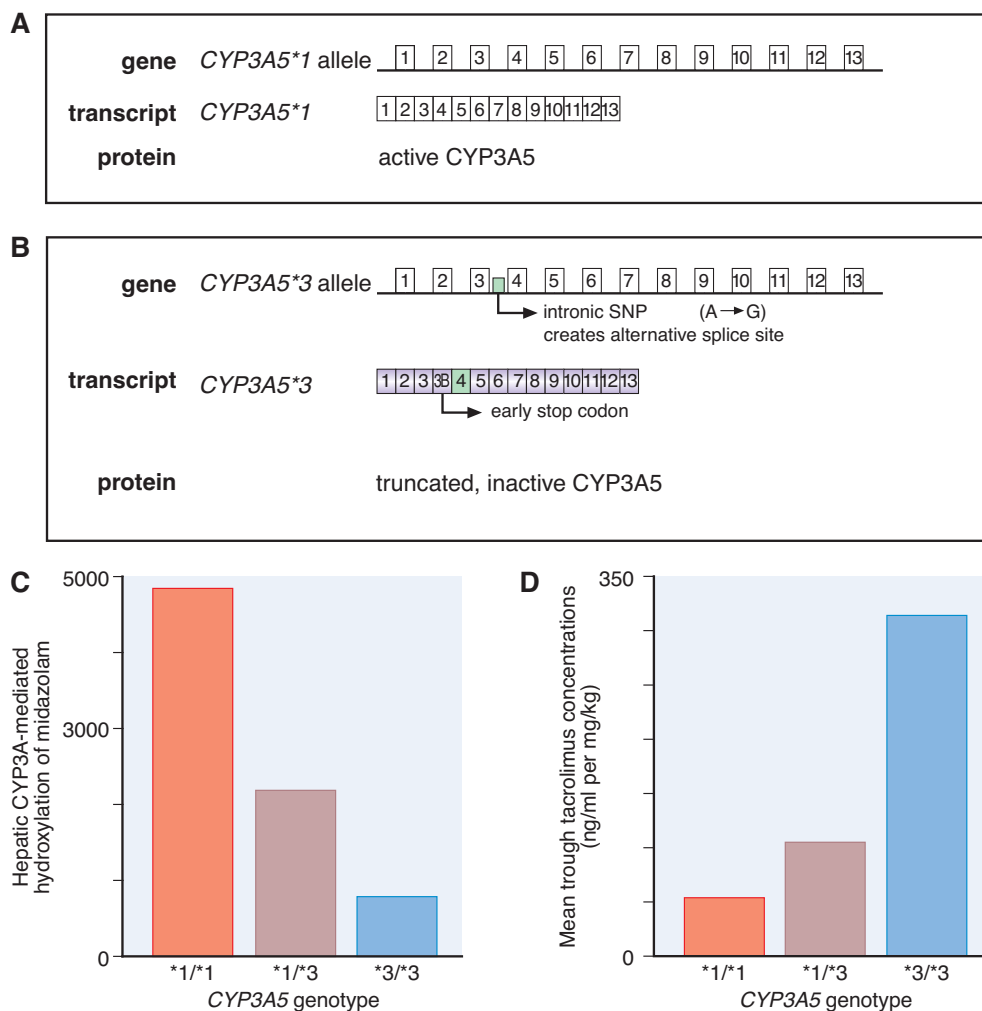 A
gene CYP3A5*1 allele 1 2 3 4 5 6 7 8 9 10 11 12 13
transcript CYP3A5*1 1 2 3 4 5 6 7 8 9 10 11 12 13
protein active CYP3A5
B
gene CYP3A5*3 allele 1 2 3 4 5 6 7 8 9 10 11 12 13
intronic SNP (A → G)
creates alternative splice site
transcript CYP3A5*3 1 2 3 3B 4 5 6 7 8 9 10 11 12 13
early stop codon
protein truncated, inactive CYP3A5
C
Hepatic CYP3A-mediated
hydroxylation of midazolam
5000
3000
0
*1/*1 *1/*3 *3/*3
CYP3A5 genotype
D
Mean trough tacrolimus concentrations
(ng/ml per mg/kg)
350
0
*1/*1 *1/*3 *3/*3
CYP3A5 genotype